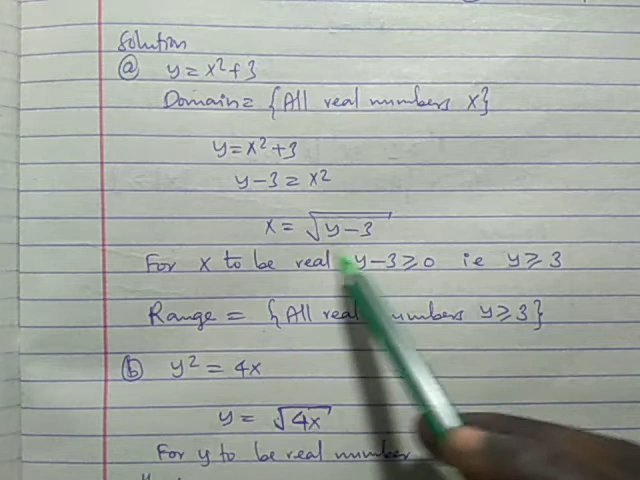 Solution
(a) y = x²+3
Domain = {All real numbers x}
y = x²+3
y-3 = x²
x = √y-3
For x to be real y-3≥0 ie y≥3
Range = {All real numbers y≥3}
(b) y² = 4x
y = √4x
For y to be real number